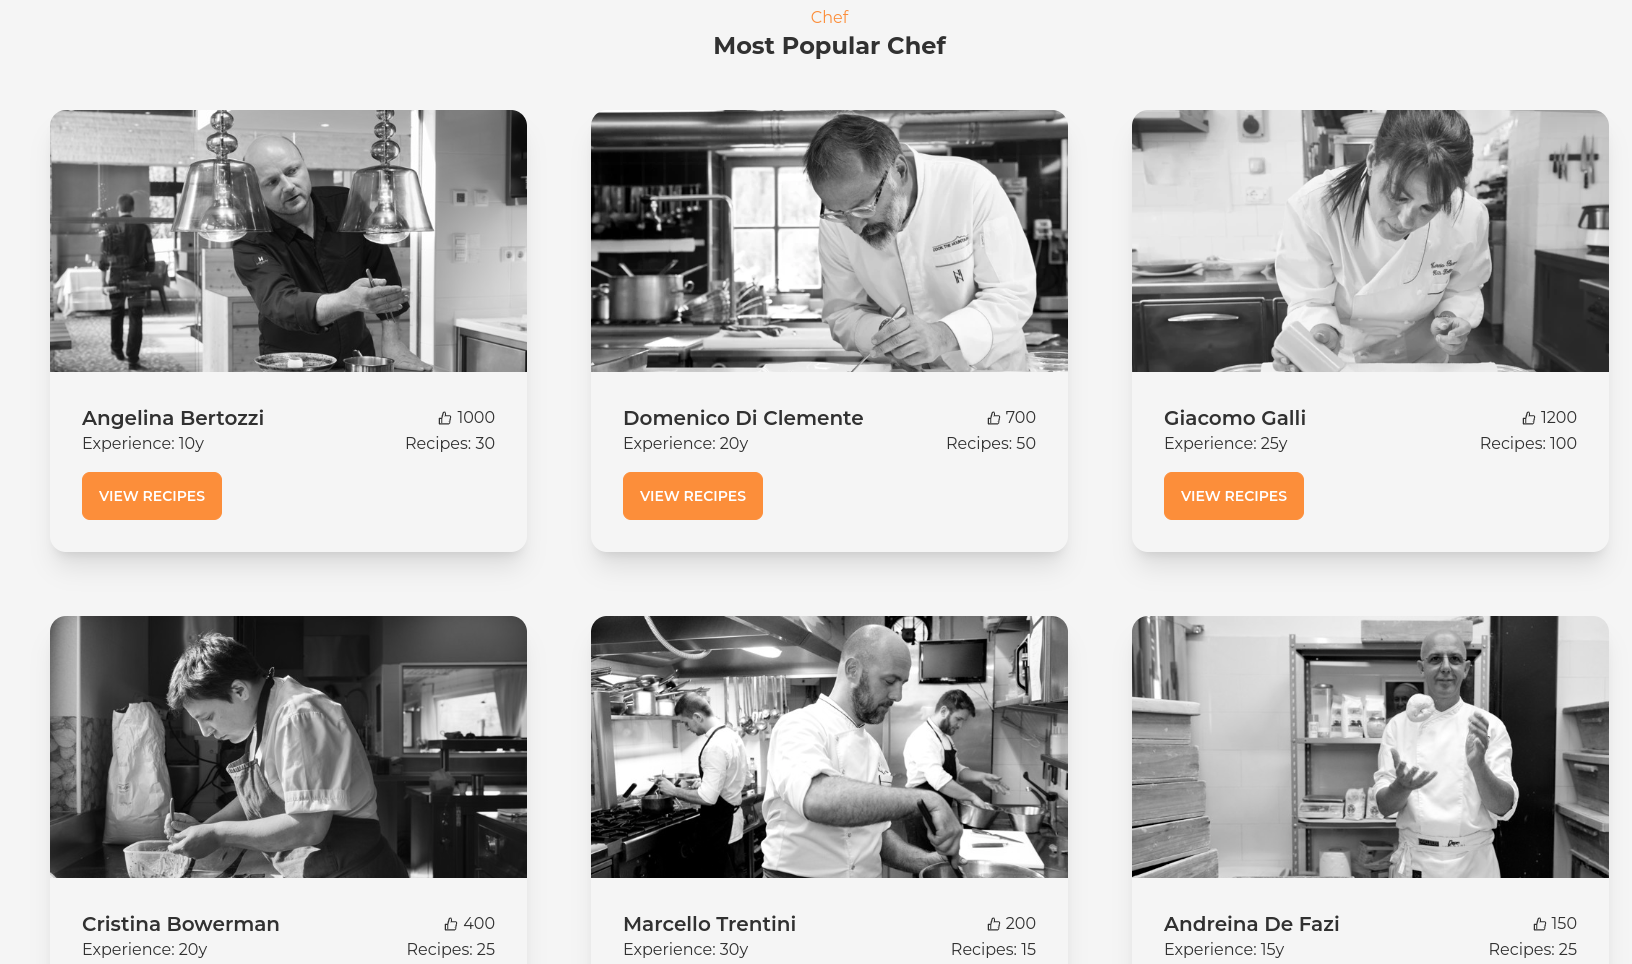 Chef
Most Popular Chef
Angelina Bertozzi 1000
Experience: 10y Recipes: 30
VIEW RECIPES
Domenico Di Clemente 700
Experience: 20y Recipes: 50
VIEW RECIPES
Giacomo Galli 1200
Experience: 25y Recipes: 100
VIEW RECIPES
Cristina Bowerman 400
Experience: 20y Recipes: 25
Marcello Trentini 200
Experience: 30y Recipes: 15
Andreina De Fazi 150
Experience: 15y Recipes: 25